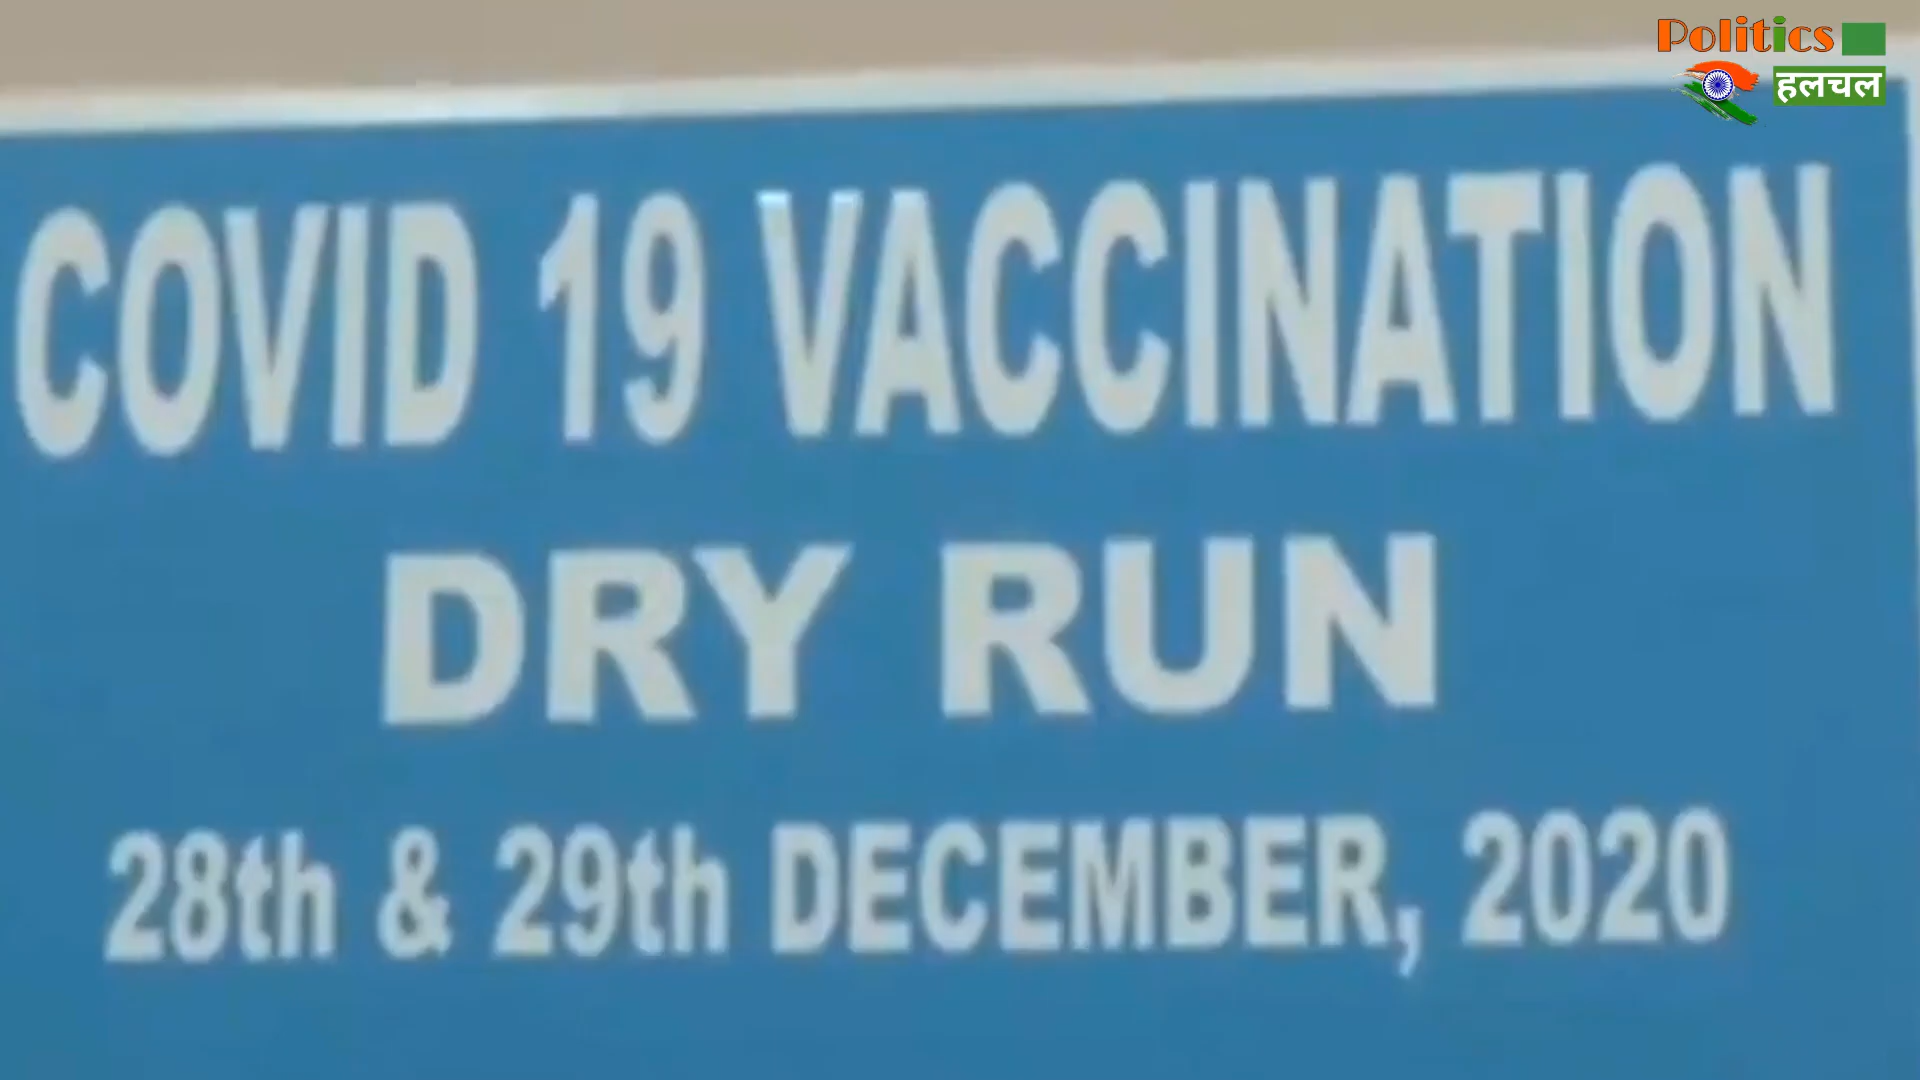 Politics
हलचल
COVID 19 VACCINATION
DRY RUN
28th & 29th DECEMBER, 2020